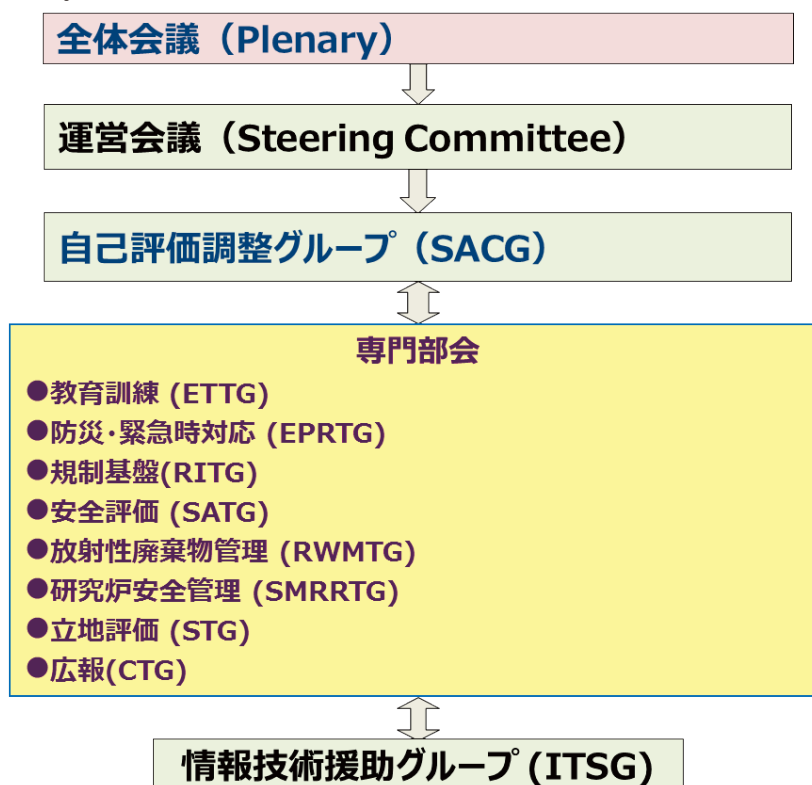 全体会議（Plenary）
運営会議（Steering Committee）
自己評価調整グループ（SACG）
専門部会
●教育訓練 (ETTG)
●防災･緊急時対応 (EPRTG)
●規制基盤(RITG)
●安全評価 (SATG)
●放射性廃棄物管理 (RWMTG)
●研究炉安全管理 (SMRRTG)
●立地評価 (STG)
●広報(CTG)
情報技術援助グループ (ITSG)